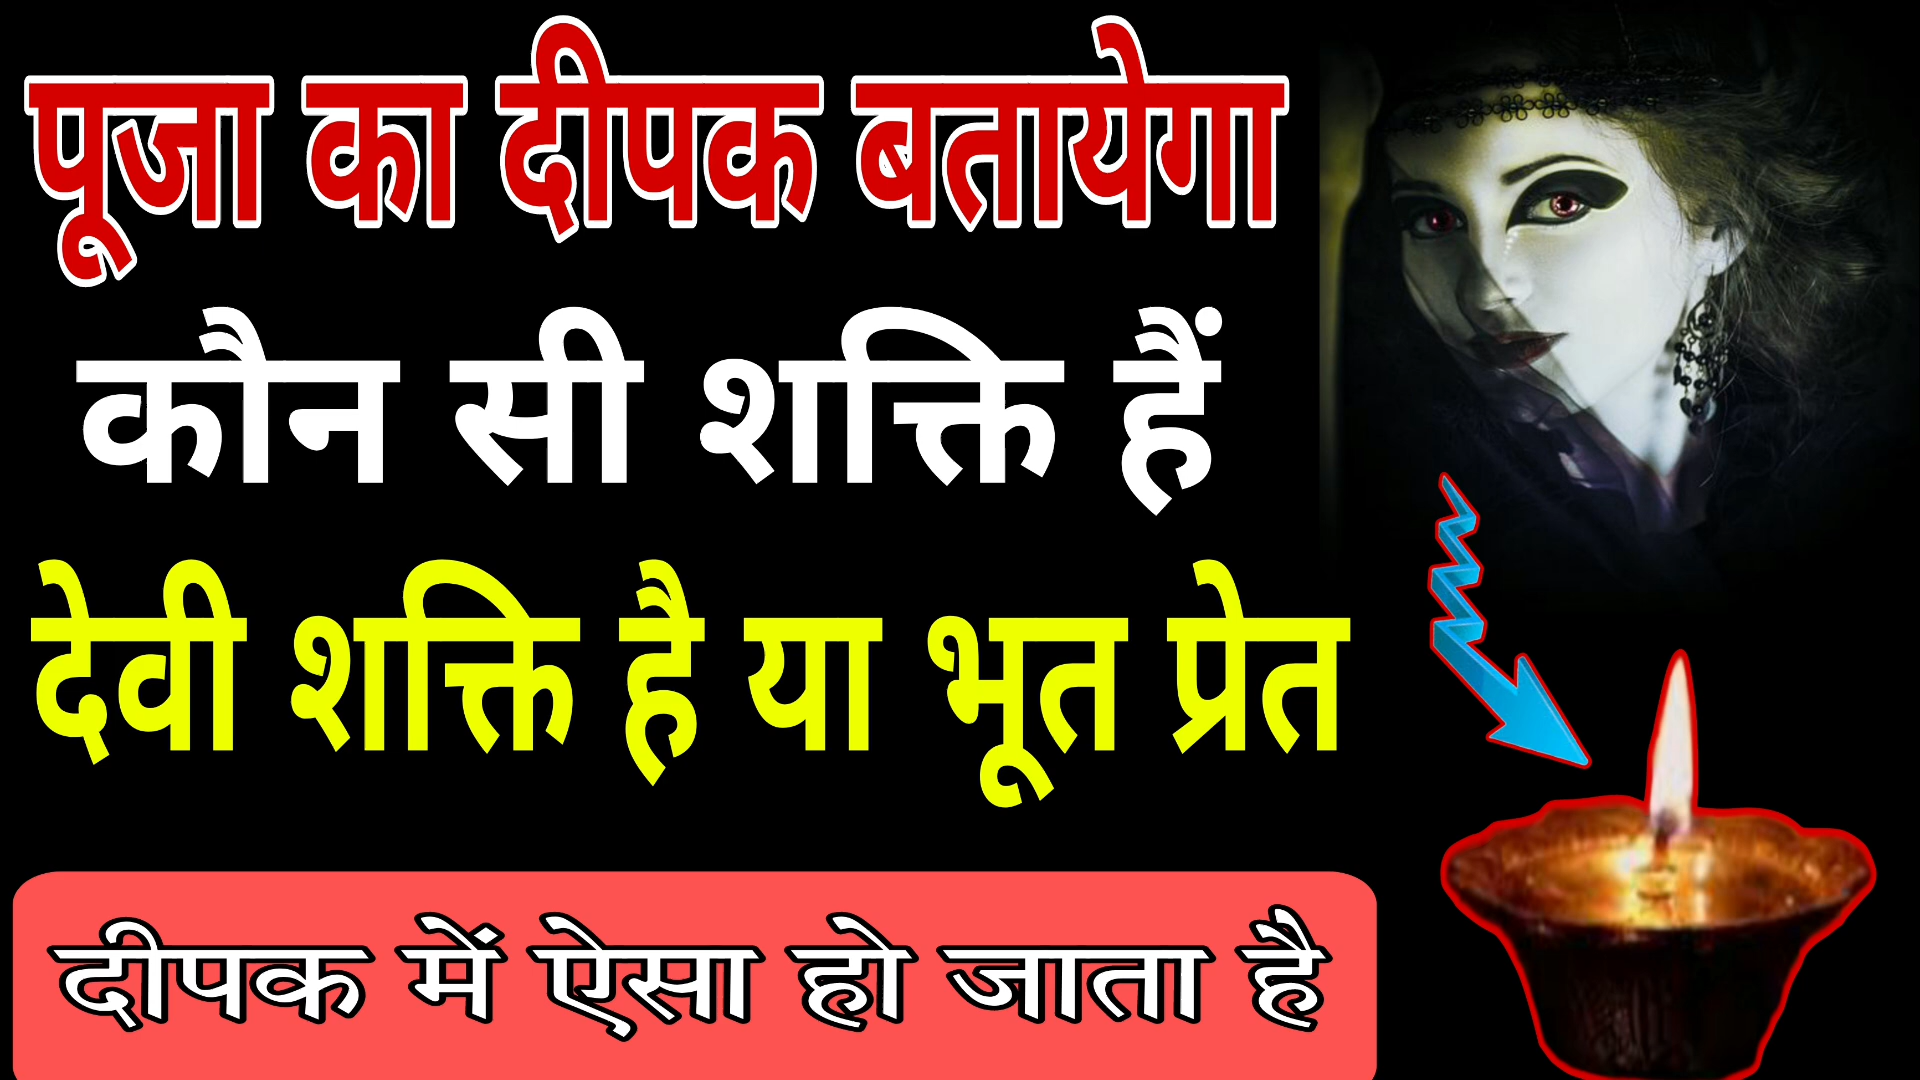 पूजा का दीपक बतायेगा
कौन सी शक्ति हैं
देवी शक्ति है या भूत प्रेत
दीपक में ऐसा हो जाता है